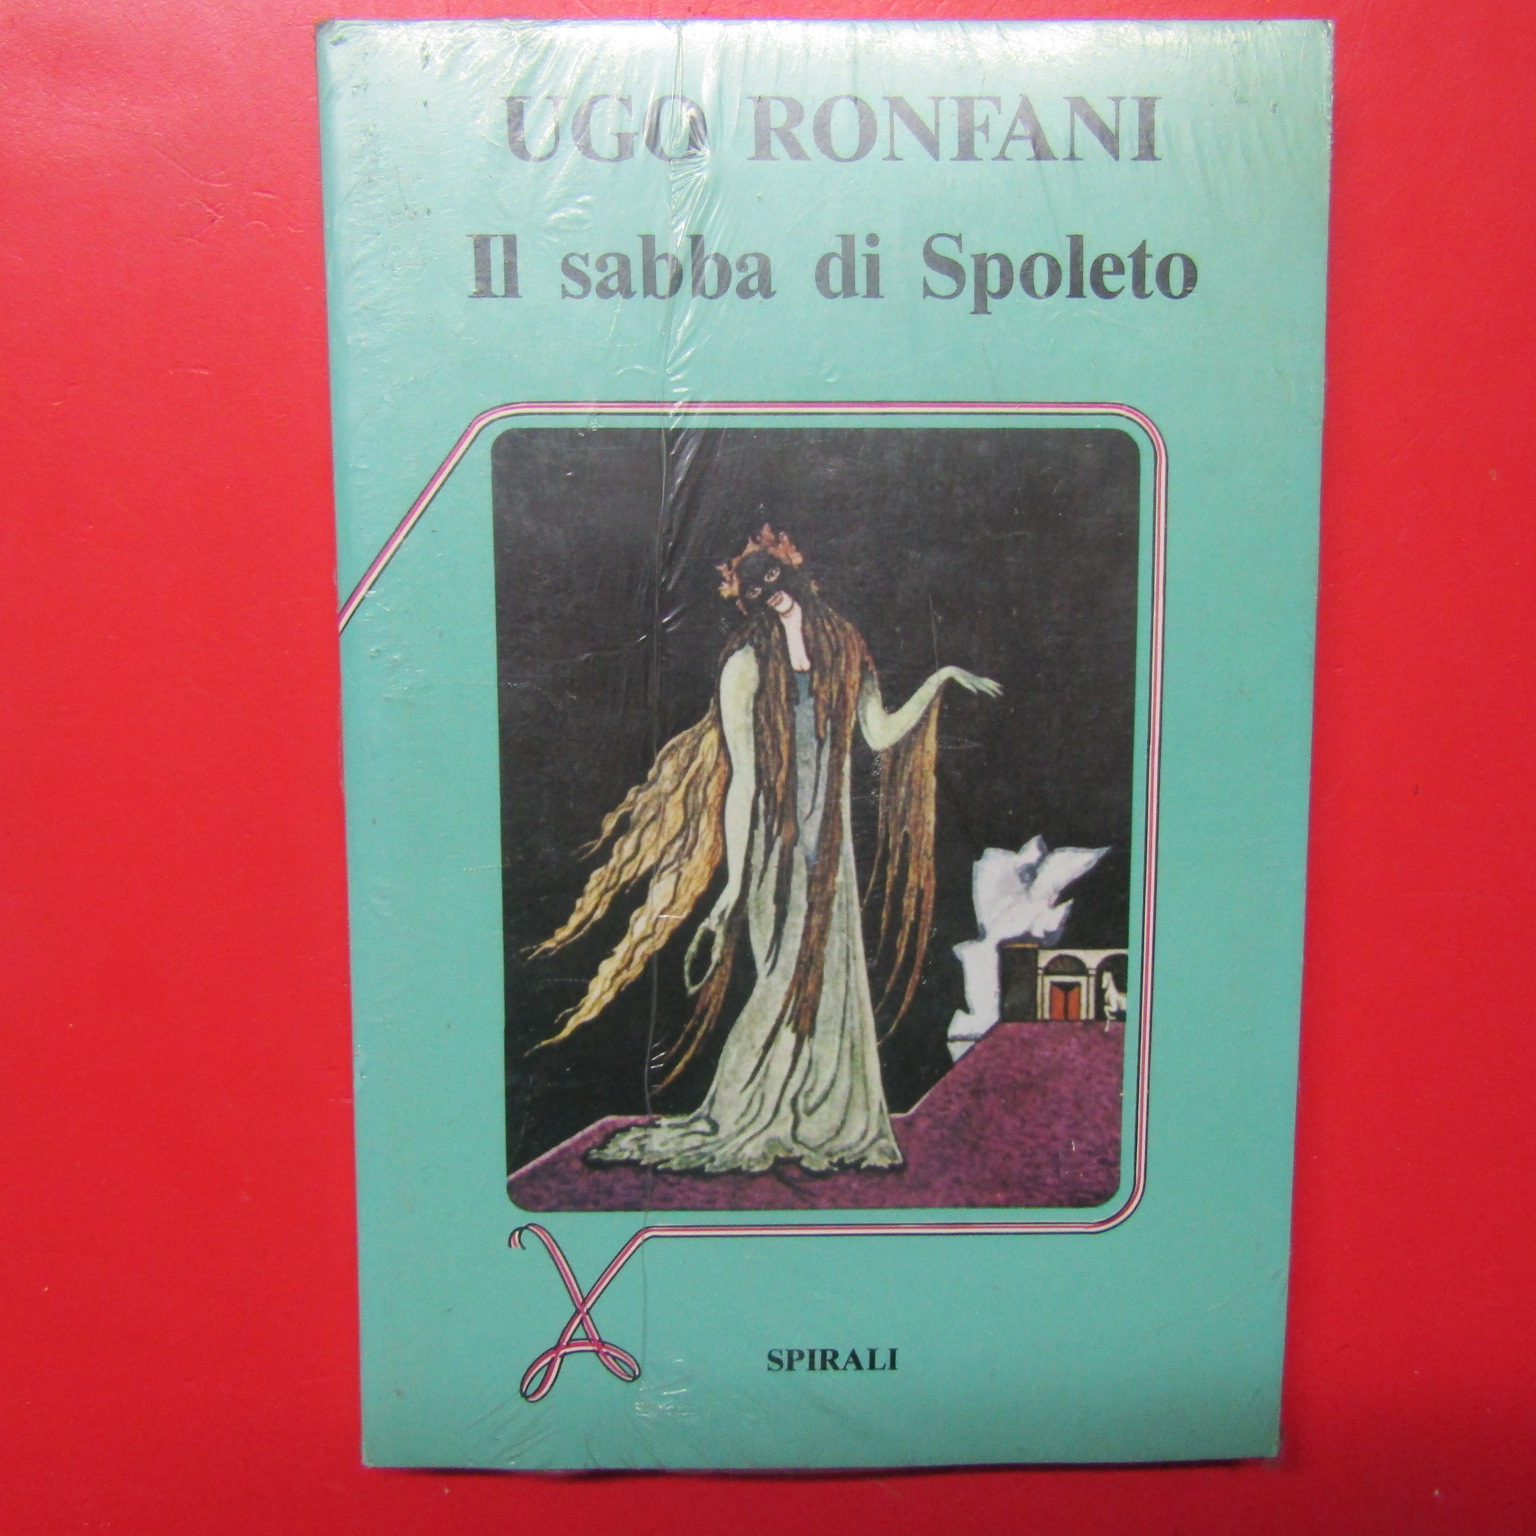 UGO RONFANI
Il sabba di Spoleto
SPIRALI